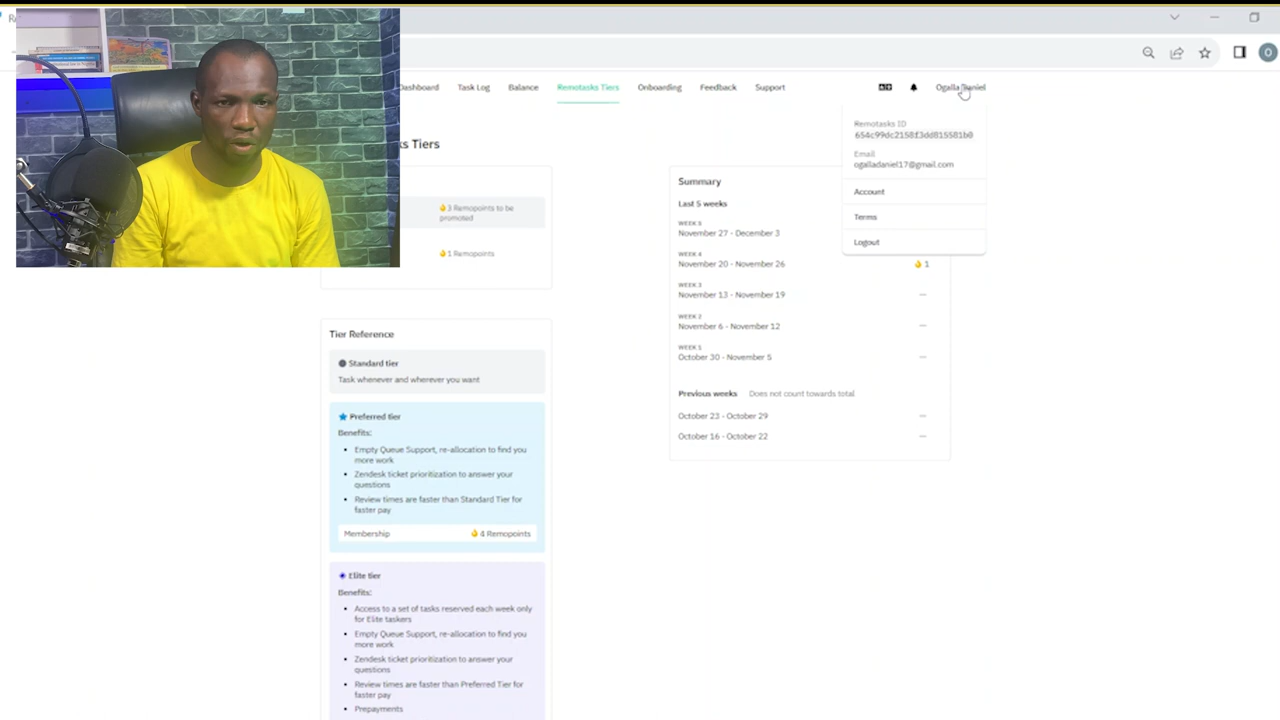 Dashboard Task Log Balance Remotasks Tiers Onboarding Feedback Support Ogalla Daniel
ks Tiers
Remotasks ID
654c99dc2158f3dd815581b0
Email
ogalladaniel17@gmail.com
Account
Terms
Logout
3 Remopoints to be
promoted
1 Remopoints
Summary
Last 5 weeks
WEEK 5
November 27 - December 3
WEEK 4
November 20 - November 26 1
WEEK 3
November 13 - November 19 —
WEEK 2
November 6 - November 12 —
WEEK 1
October 30 - November 5 —
Previous weeks Does not count towards total
October 23 - October 29 —
October 16 - October 22 —
Tier Reference
Standard tier
Task whenever and wherever you want
Preferred tier
Benefits:
• Empty Queue Support, re-allocation to find you
more work
• Zendesk ticket prioritization to answer your
questions
• Review times are faster than Standard Tier for
faster pay
Membership 4 Remopoints
Elite tier
Benefits:
• Access to a set of tasks reserved each week only
for Elite taskers
• Empty Queue Support, re-allocation to find you
more work
• Zendesk ticket prioritization to answer your
questions
• Review times are faster than Preferred Tier for
faster pay
• Prepayments